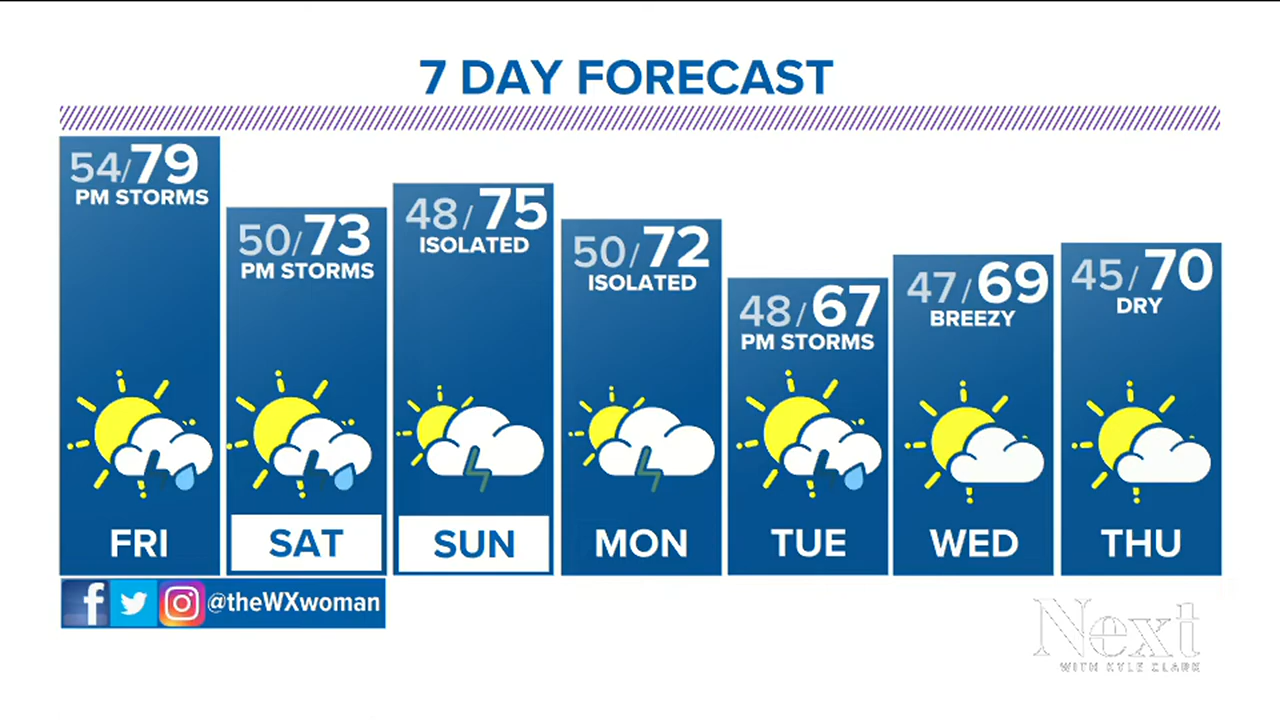 7 DAY FORECAST
54/79
PM STORMS
FRI
50/73
PM STORMS
SAT
48/75
ISOLATED
SUN
50/72
ISOLATED
MON
48/67
PM STORMS
TUE
47/69
BREEZY
WED
45/70
DRY
THU
@theWXwoman
Next
WITH KYLE CLARK